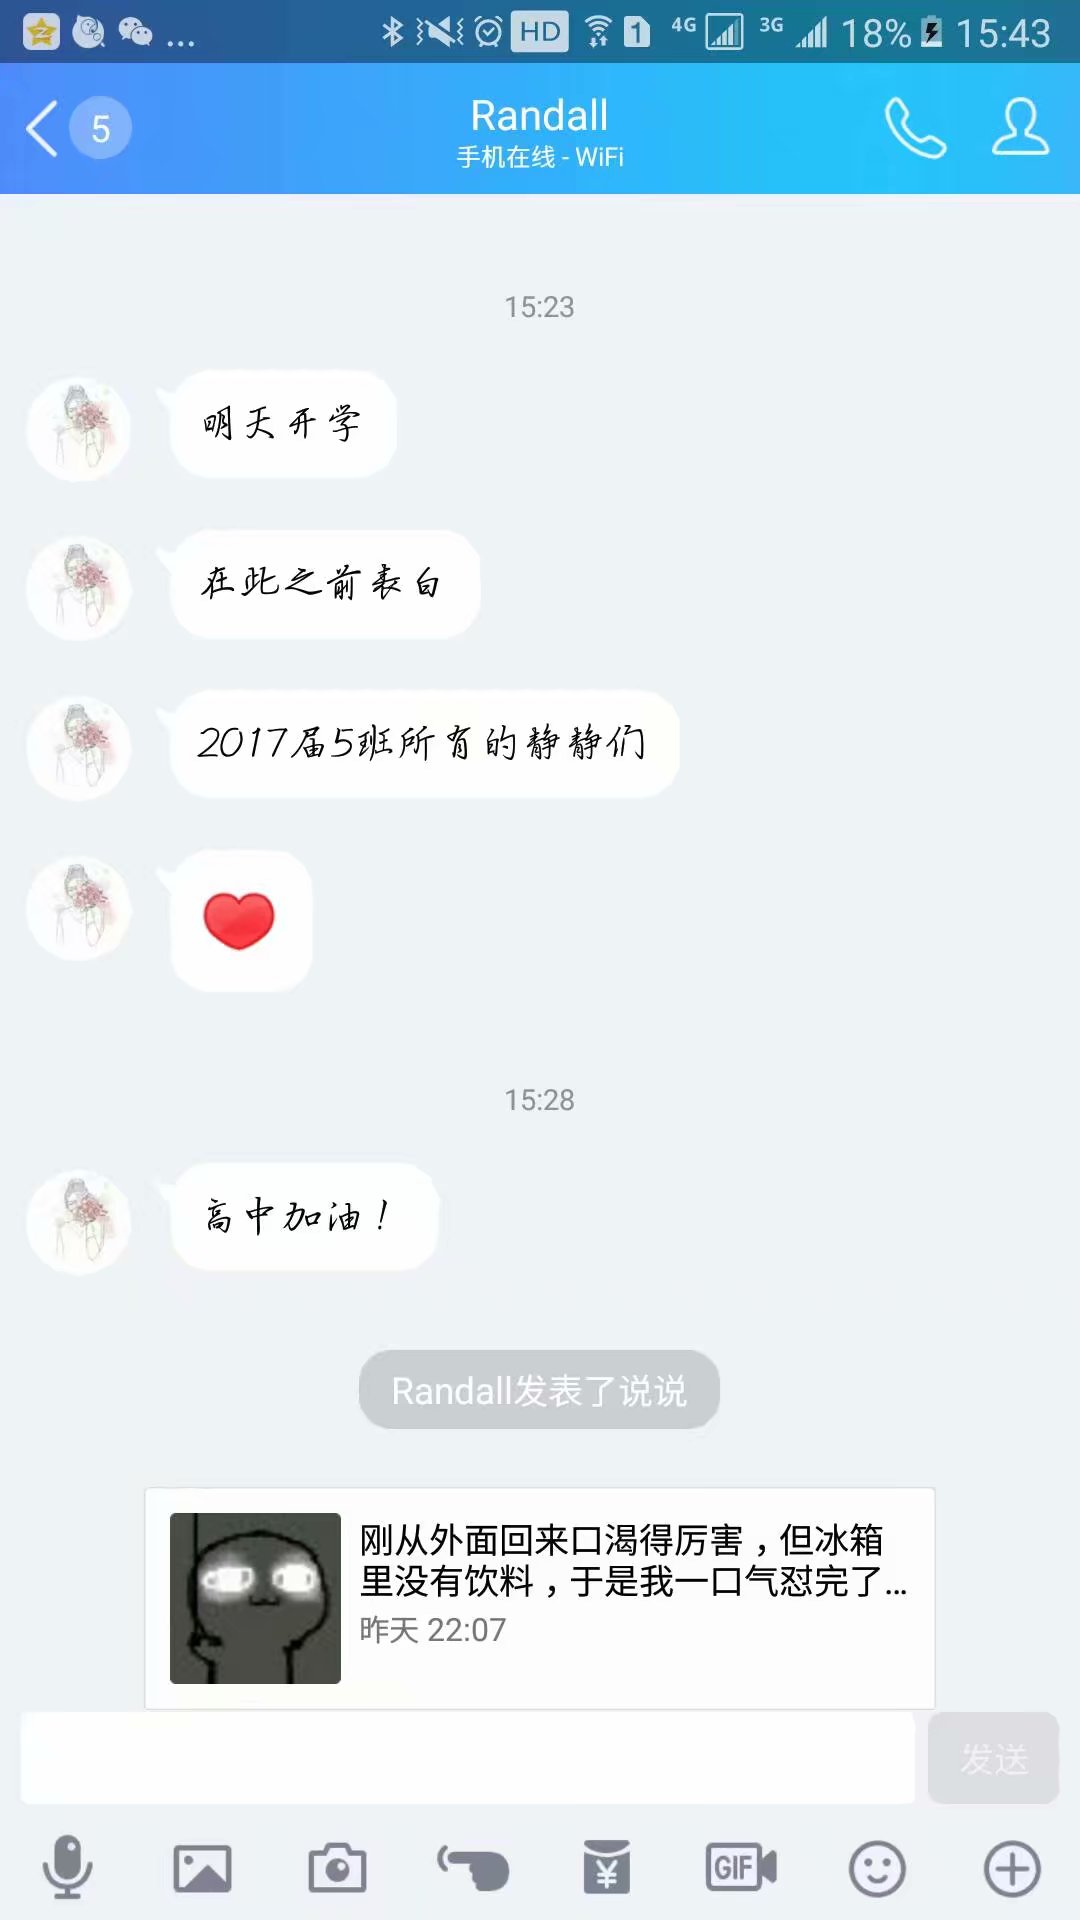 HD 1 4G 3G 18% 15:43
5
Randall
手机在线 - WiFi
15:23
明天开学
在此之前表白
2017届5班所有的静静们
15:28
高中加油！
Randall发表了说说
刚从外面回来口渴得厉害，但冰箱
里没有饮料，于是我一口气怼完了...
昨天 22:07
发送
¥
GIF